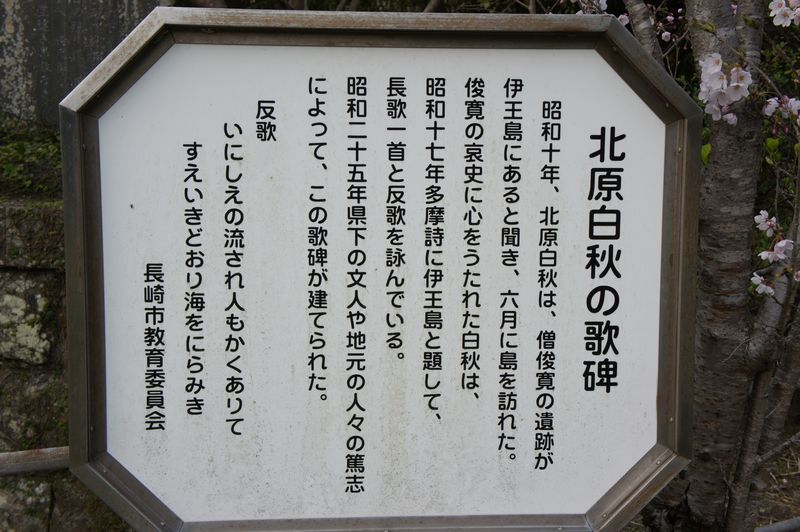 北原白秋の歌碑
昭和十年、北原白秋は、僧俊寛の遺跡が
伊王島にあると聞き、六月に島を訪れた。
俊寛の哀史に心をうたれた白秋は、
昭和十七年多摩詩に伊王島と題して、
長歌一首と反歌を詠んでいる。
昭和二十五年県下の文人や地元の人々の篤志
によって、この歌碑が建てられた。
反歌
いにしえの流され人もかくありて
すえいきどおり海をにらみき
長崎市教育委員会